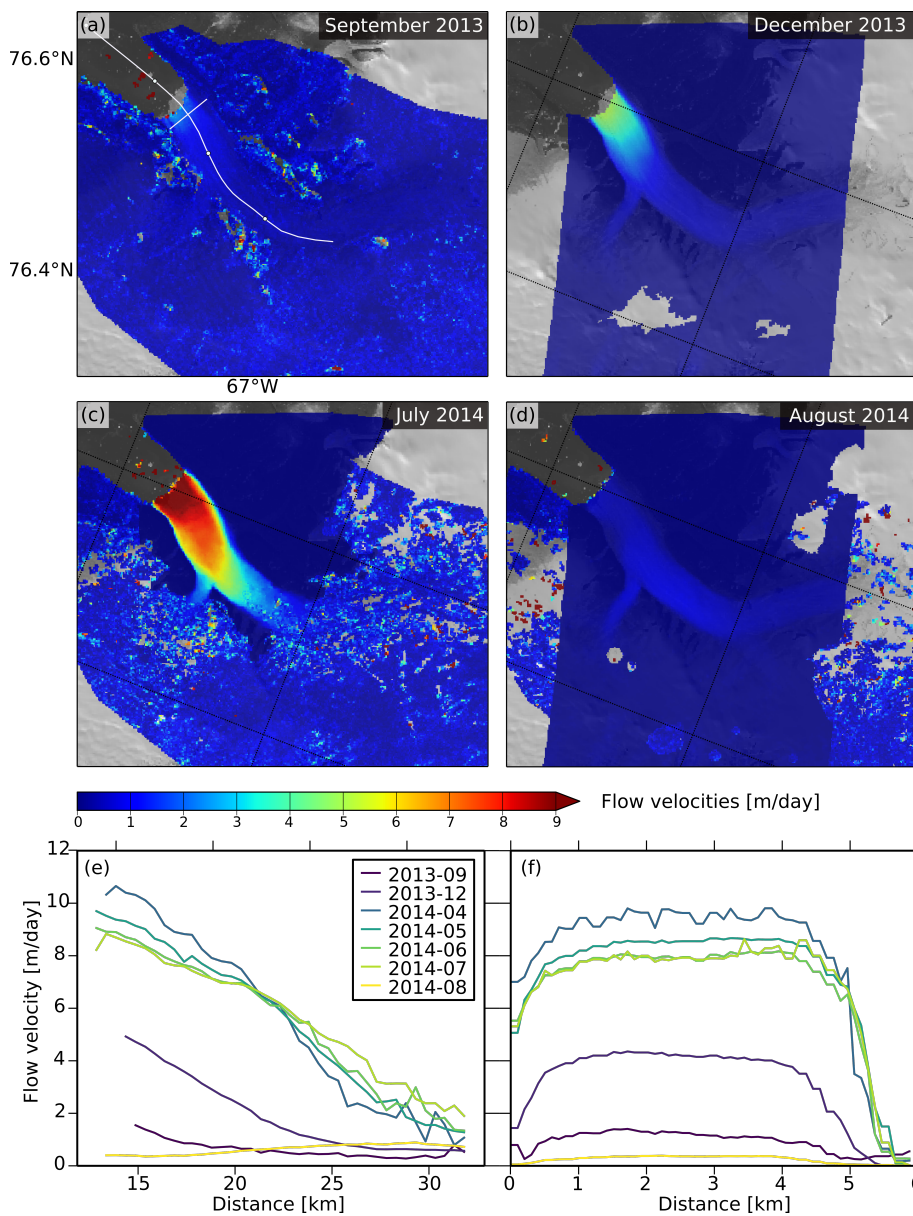 (a) September 2013
(b) December 2013
76.6°N
76.4°N
67°W
(c) July 2014
(d) August 2014
0 1 2 3 4 5 6 7 8 9 Flow velocities [m/day]
(e)
(f)
12
10
8
6
4
2
0
Flow velocity [m/day]
2013-09
2013-12
2014-04
2014-05
2014-06
2014-07
2014-08
15 20 25 30
Distance [km]
0 1 2 3 4 5 6
Distance [km]